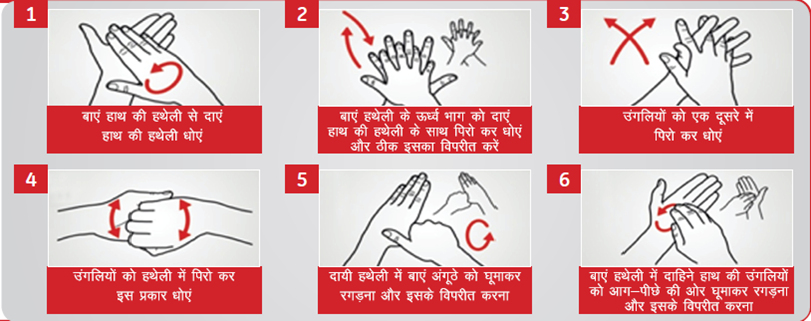 1
बाएं हाथ की हथेली से दाएं
हाथ की हथेली धोएं
2
बाएं हथेली के ऊर्ध्व भाग को दाएं
हाथ की हथेली के साथ पिरो कर धोएं
और ठीक इसका विपरीत करें
3
उंगलियों को एक दूसरे में
पिरो कर धोएं
4
उंगलियों को हथेली में पिरो कर
इस प्रकार धोएं
5
दायी हथेली में बाएं अंगूठे को घूमाकर
रगड़ना और इसके विपरीत करना
6
बाएं हथेली में दाहिने हाथ की उंगलियों
को आग–पीछे की ओर घूमाकर रगड़ना
और इसके विपरीत करना